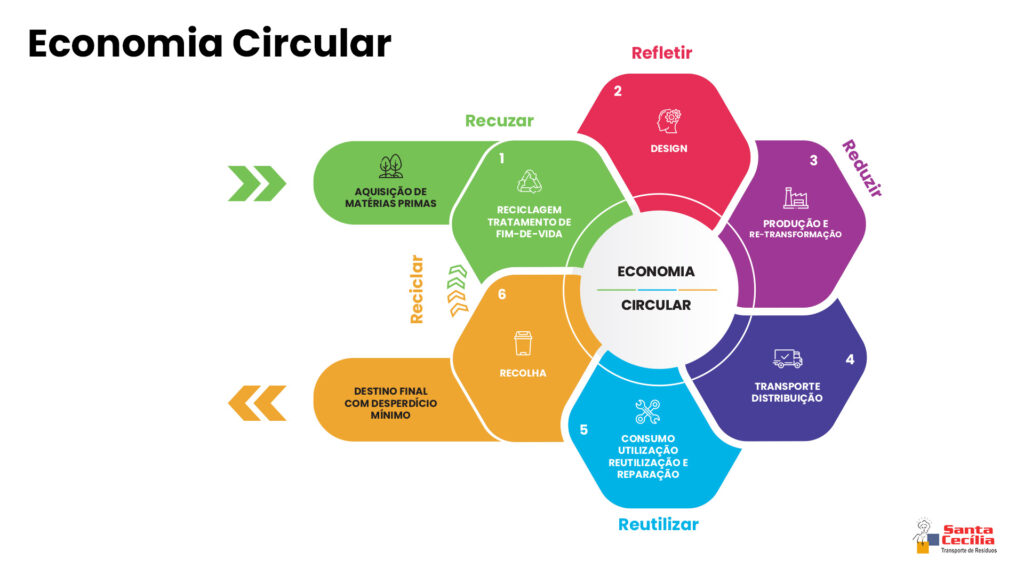 Economia Circular
Refletir
2
DESIGN
Recuzar
1
RECICLAGEM
TRATAMENTO DE
FIM-DE-VIDA
AQUISIÇÃO DE
MATÉRIAS PRIMAS
Reduzir
3
PRODUÇÃO E
RE-TRANSFORMAÇÃO
ECONOMIA
CIRCULAR
Reciclar
6
RECOLHA
4
TRANSPORTE
DISTRIBUIÇÃO
DESTINO FINAL
COM DESPERDÍCIO
MÍNIMO
5
CONSUMO
UTILIZAÇÃO
REUTILIZAÇÃO E
REPARAÇÃO
Reutilizar
Santa
Cecília
Transporte de Resíduos